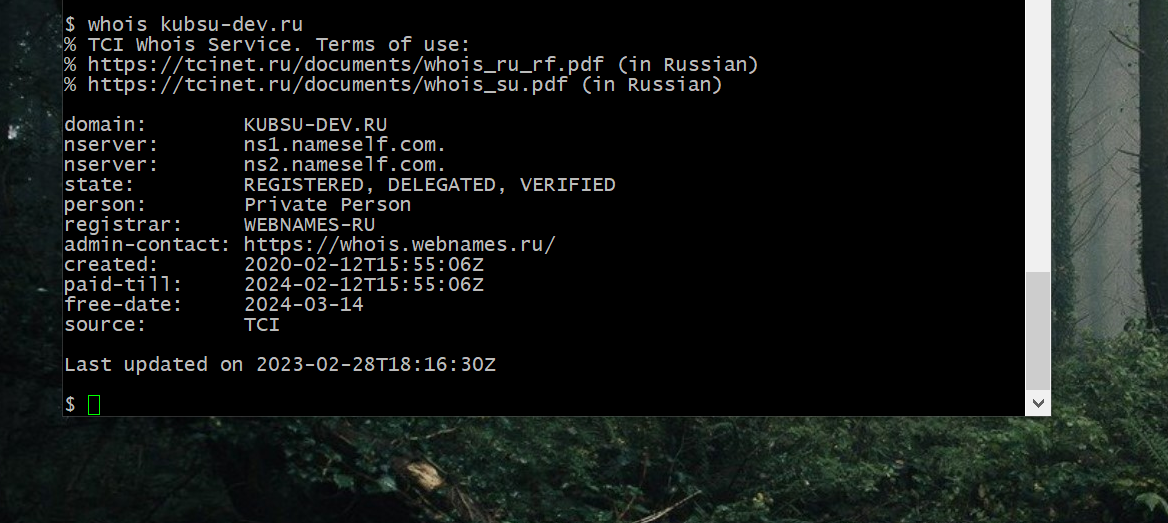 $ whois kubsu-dev.ru
% TCI Whois Service. Terms of use:
% https://tcinet.ru/documents/whois_ru_rf.pdf (in Russian)
% https://tcinet.ru/documents/whois_su.pdf (in Russian)
domain: KUBSU-DEV.RU
nserver: ns1.nameself.com.
nserver: ns2.nameself.com.
state: REGISTERED, DELEGATED, VERIFIED
person: Private Person
registrar: WEBNAMES-RU
admin-contact: https://whois.webnames.ru/
created: 2020-02-12T15:55:06Z
paid-till: 2024-02-12T15:55:06Z
free-date: 2024-03-14
source: TCI
Last updated on 2023-02-28T18:16:30Z
$